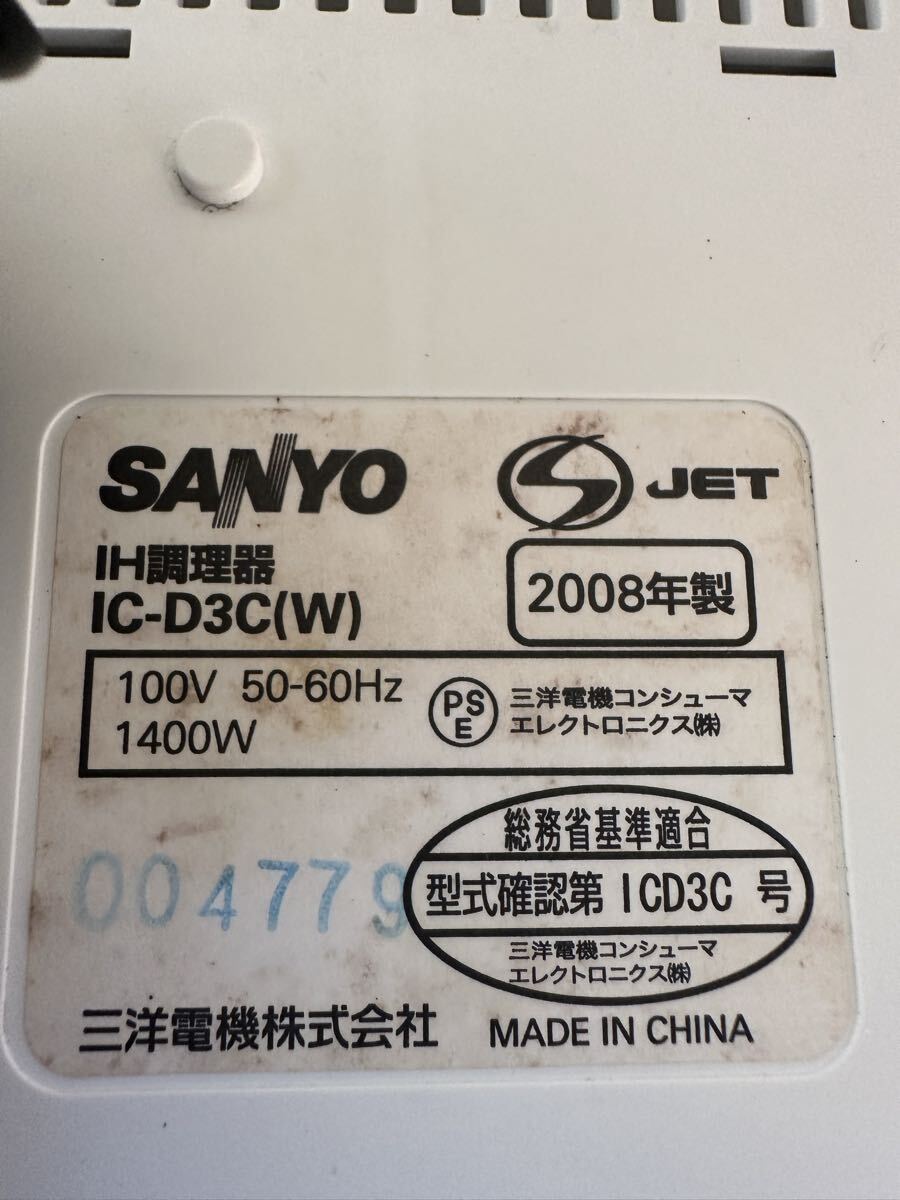 SANYO
S JET
IH調理器
IC-D3C(W)
2008年製
100V 50-60Hz
1400W
PS
E
三洋電機コンシューマ
エレクトロニクス㈱
総務省基準適合
型式確認第 ICD3C 号
三洋電機コンシューマ
エレクトロニクス㈱
004779
三洋電機株式会社
MADE IN CHINA